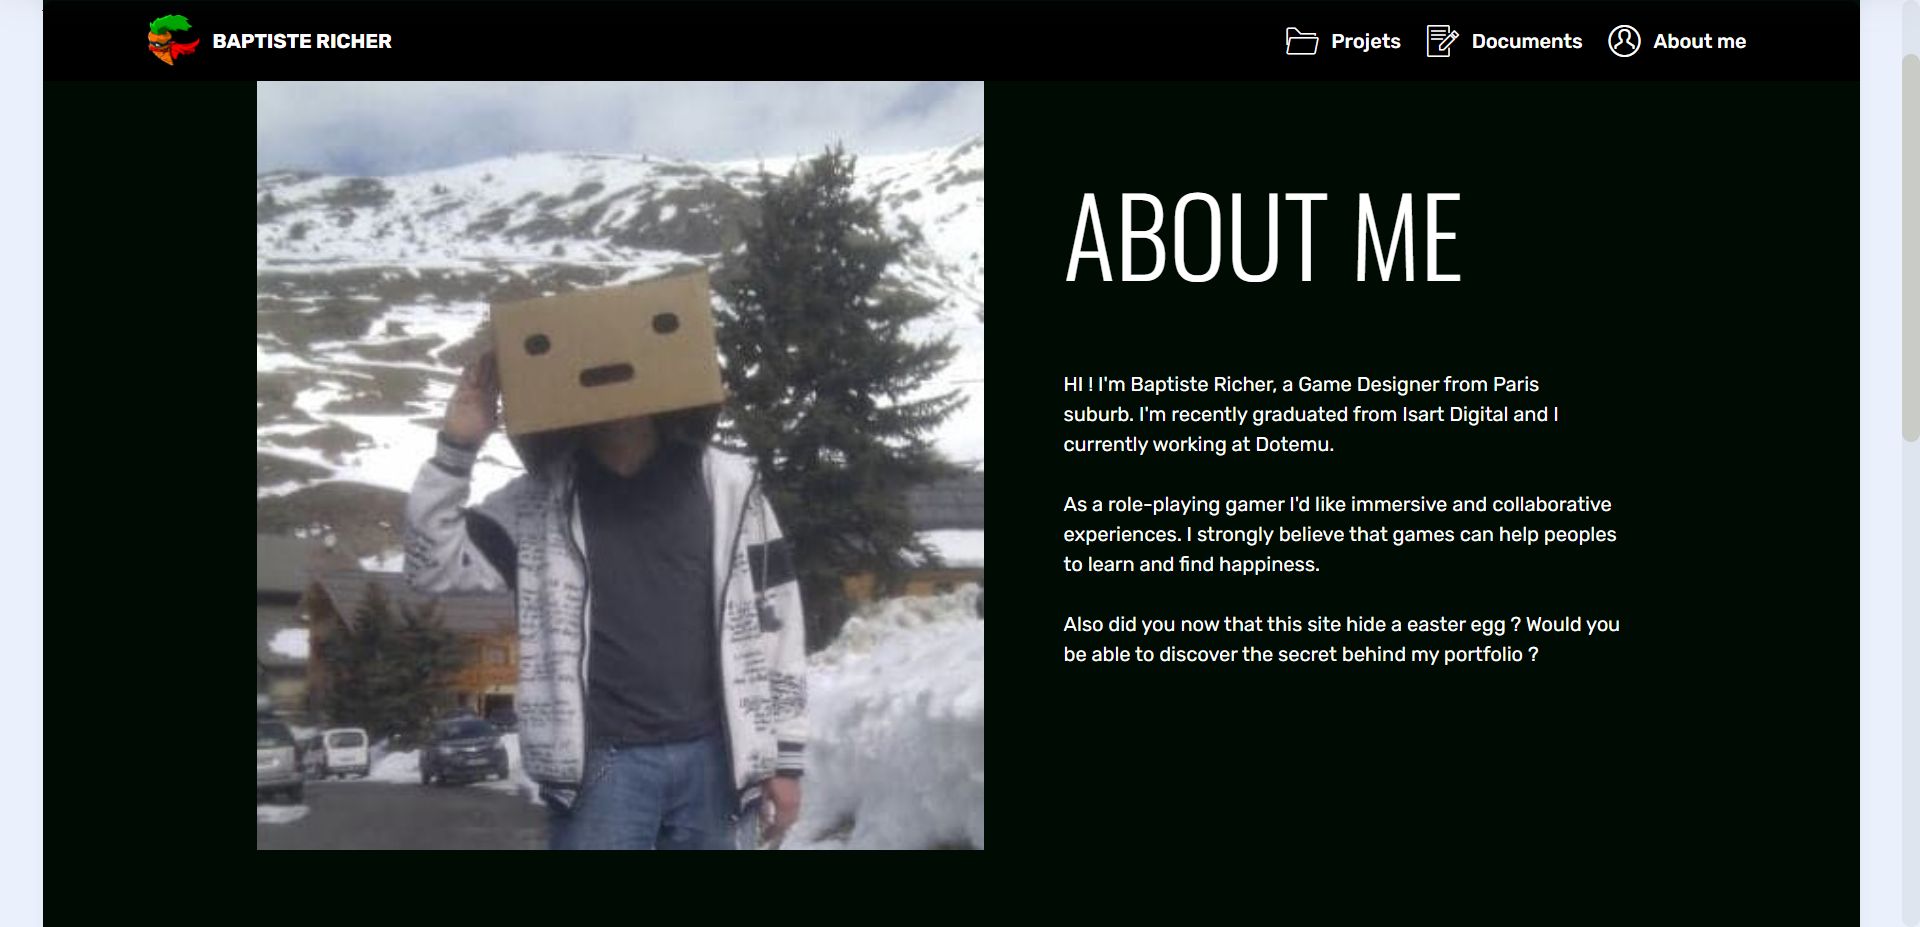 BAPTISTE RICHER
Projets
Documents
About me
ABOUT ME
HI ! I'm Baptiste Richer, a Game Designer from Paris
suburb. I'm recently graduated from Isart Digital and I
currently working at Dotemu.
As a role-playing gamer I'd like immersive and collaborative
experiences. I strongly believe that games can help peoples
to learn and find happiness.
Also did you now that this site hide a easter egg ? Would you
be able to discover the secret behind my portfolio ?